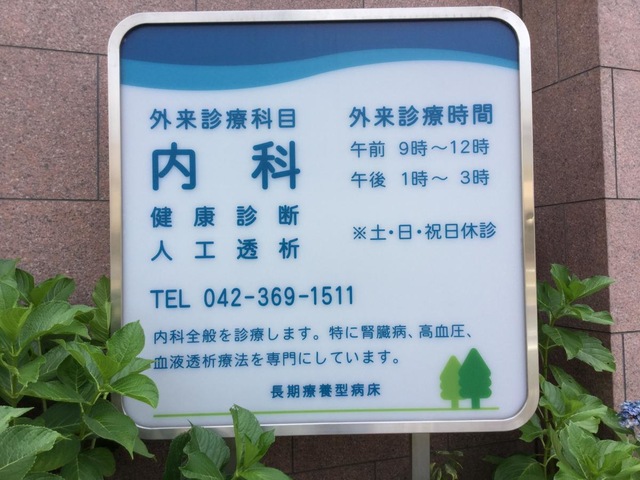 外来診療科目
内科
健康診断
人工透析
外来診療時間
午前 9時～12時
午後 1時～ 3時
※土・日・祝日休診
TEL 042-369-1511
内科全般を診療します。特に腎臓病、高血圧、
血液透析療法を専門にしています。
長期療養型病床